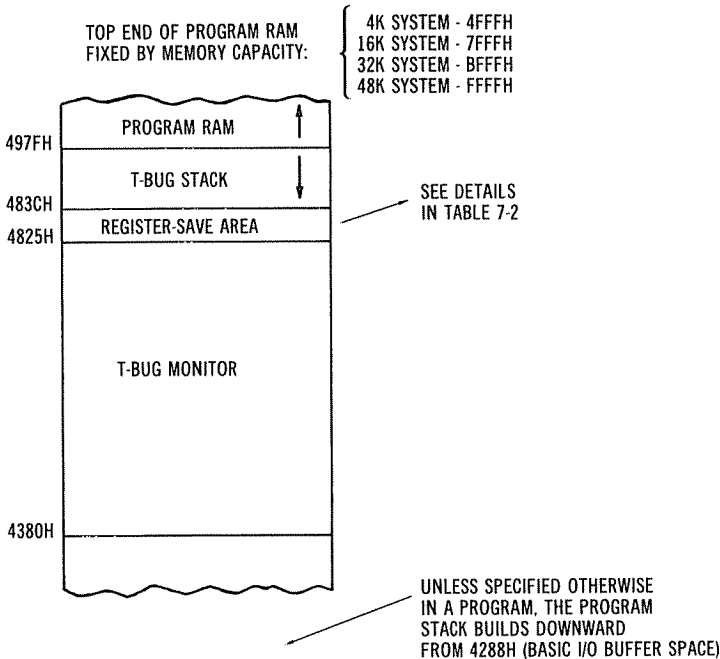 TOP END OF PROGRAM RAM
FIXED BY MEMORY CAPACITY:
4K SYSTEM - 4FFFH
16K SYSTEM - 7FFFH
32K SYSTEM - BFFFH
48K SYSTEM - FFFFH
PROGRAM RAM
497FH
T-BUG STACK
483CH
REGISTER-SAVE AREA
4825H
SEE DETAILS
IN TABLE 7-2
T-BUG MONITOR
4380H
UNLESS SPECIFIED OTHERWISE
IN A PROGRAM, THE PROGRAM
STACK BUILDS DOWNWARD
FROM 4288H (BASIC I/O BUFFER SPACE)